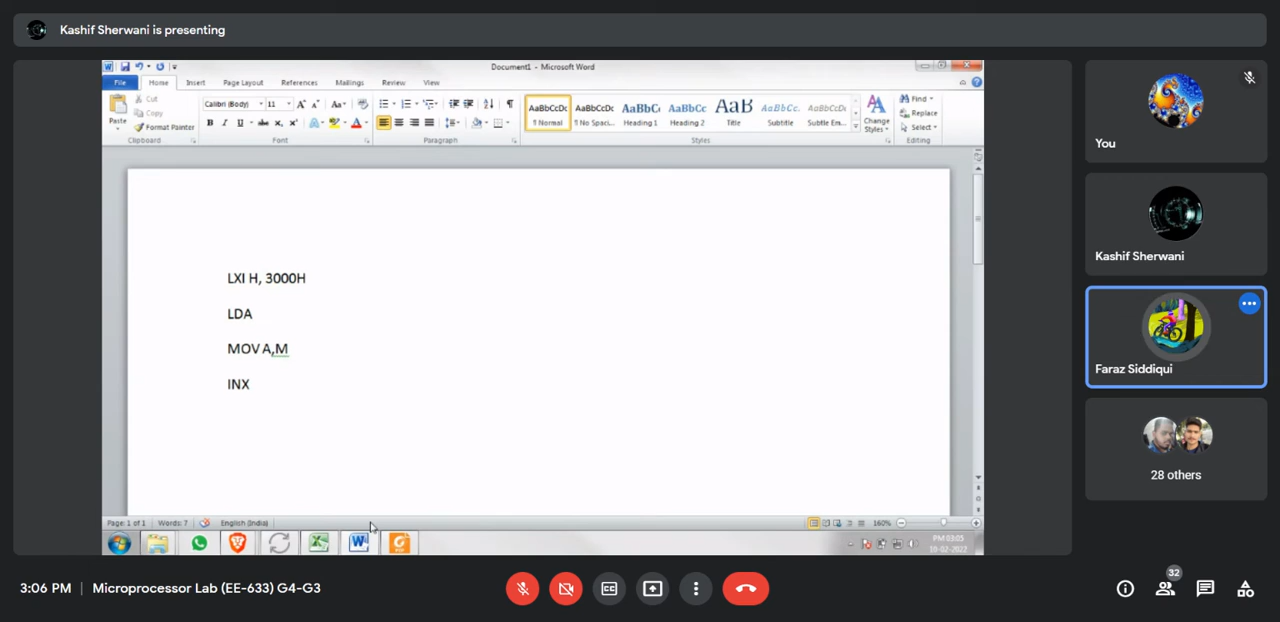 Kashif Sherwani is presenting
Document1 - Microsoft Word
File Home Insert Page Layout References Mailings Review View
Paste
Cut
Copy
Format Painter
Clipboard
Calibri (Body) 11
Font
Paragraph
AaBbCcDc AaBbCcDc AaBbC AaBbCc AaB AaBbCc. AaBbCcDc
¶ Normal ¶ No Spaci... Heading 1 Heading 2 Title Subtitle Subtle Em...
Change Styles
Styles
Find
Replace
Select
Editing
LXI H, 3000H
LDA
MOV A,M
INX
Page: 1 of 1 Words: 7 English (India) 160%
PM 03:05
You
Kashif Sherwani
Faraz Siddiqui
28 others
3:06 PM | Microprocessor Lab (EE-633) G4-G3
32